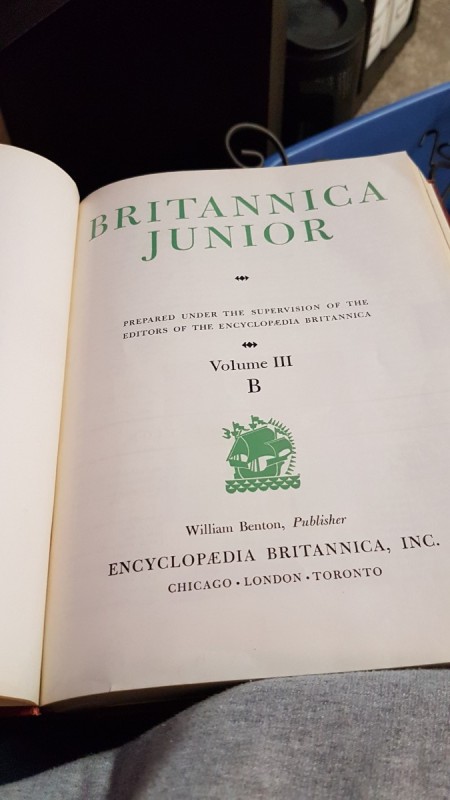 BRITANNICA
JUNIOR
PREPARED UNDER THE SUPERVISION OF THE
EDITORS OF THE ENCYCLOPÆDIA BRITANNICA
Volume III
B
William Benton, Publisher
ENCYCLOPÆDIA BRITANNICA, INC.
CHICAGO • LONDON • TORONTO